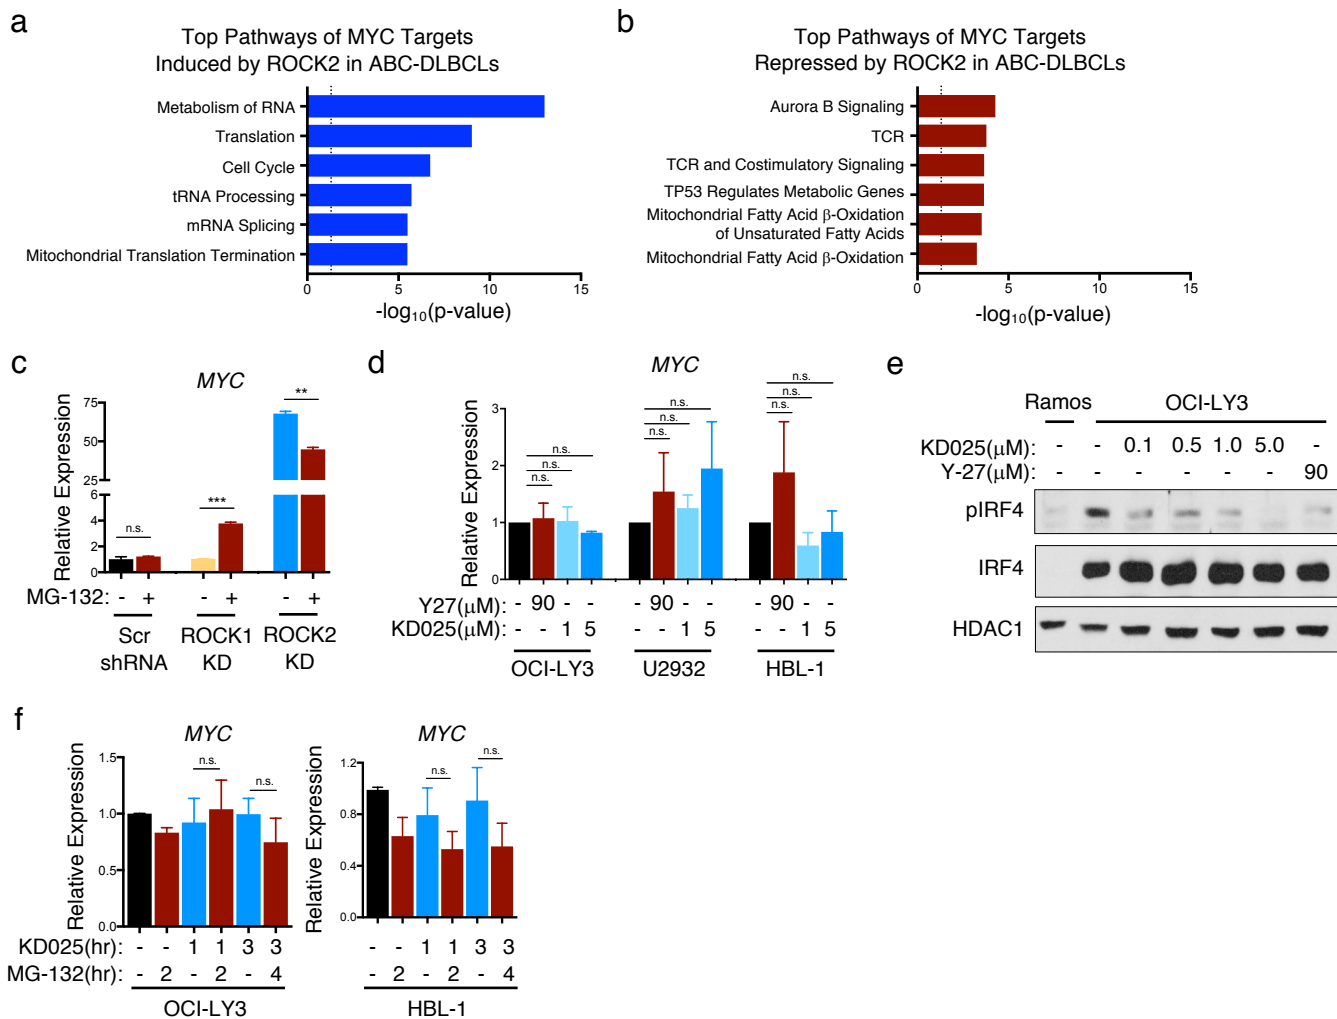 a
Top Pathways of MYC Targets
Induced by ROCK2 in ABC-DLBCLs
Metabolism of RNA
Translation
Cell Cycle
tRNA Processing
mRNA Splicing
Mitochondrial Translation Termination
0 5 10 15
-log10(p-value)
b
Top Pathways of MYC Targets
Repressed by ROCK2 in ABC-DLBCLs
Aurora B Signaling
TCR
TCR and Costimulatory Signaling
TP53 Regulates Metabolic Genes
Mitochondrial Fatty Acid β-Oxidation
of Unsaturated Fatty Acids
Mitochondrial Fatty Acid β-Oxidation
0 5 10 15
-log10(p-value)
c
MYC
Relative Expression
75
50
25
6
4
2
0
n.s. *** **
MG-132: - + - + - +
Scr ROCK1 ROCK2
shRNA KD KD
d
MYC
Relative Expression
3
2
1
0
n.s.
n.s.
n.s.
n.s.
n.s.
n.s.
n.s.
n.s.
n.s.
Y27(μM): - 90 - - - 90 - - - 90 - -
KD025(μM): - - 1 5 - - 1 5 - - 1 5
OCI-LY3 U2932 HBL-1
e
Ramos OCI-LY3
KD025(μM): - - 0.1 0.5 1.0 5.0 -
Y-27(μM): - - - - - - 90
pIRF4
IRF4
HDAC1
f
MYC
Relative Expression
1.5
1.0
0.5
0.0
n.s. n.s.
KD025(hr): - - 1 1 3 3
MG-132(hr): - 2 - 2 - 4
OCI-LY3
MYC
Relative Expression
1.2
0.8
0.4
0.0
n.s. n.s.
- - 1 1 3 3
- 2 - 2 - 4
HBL-1